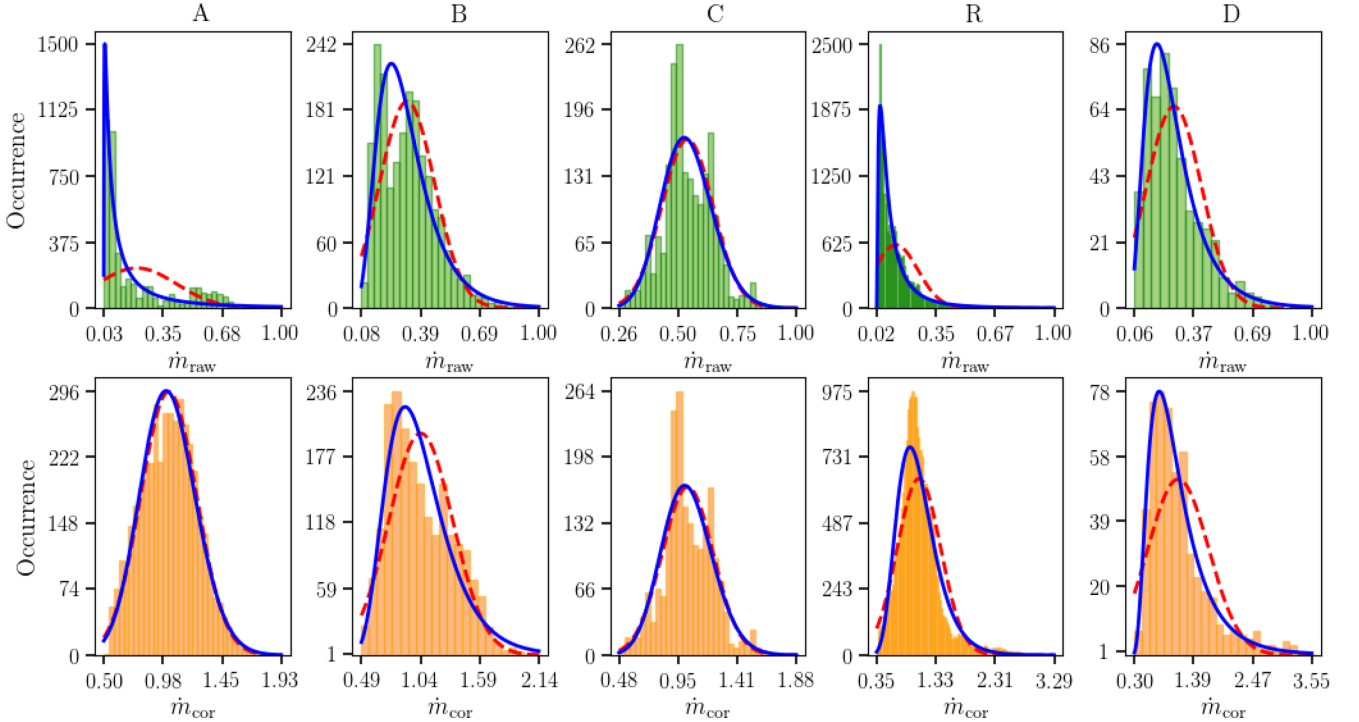 A B C R D
Occurrence
1500
1125
750
375
0
0.03 0.35 0.68 1.00
ṁraw
242
181
121
60
0
0.08 0.39 0.69 1.00
ṁraw
262
196
131
65
0
0.26 0.50 0.75 1.00
ṁraw
2500
1875
1250
625
0
0.02 0.35 1.00
ṁraw
86
64
43
21
0
0.06 0.37 0.69 1.00
ṁraw
Occurrence
296
222
148
74
0
0.50 0.98 1.45 1.93
ṁcor
236
177
118
59
1
0.49 1.04 1.59 2.14
ṁcor
264
198
132
66
0
0.48 0.95 1.41 1.88
ṁcor
975
731
487
243
0
0.35 1.33 2.31 3.29
ṁcor
78
58
39
20
1
0.30 1.39 2.47 3.55
ṁcor